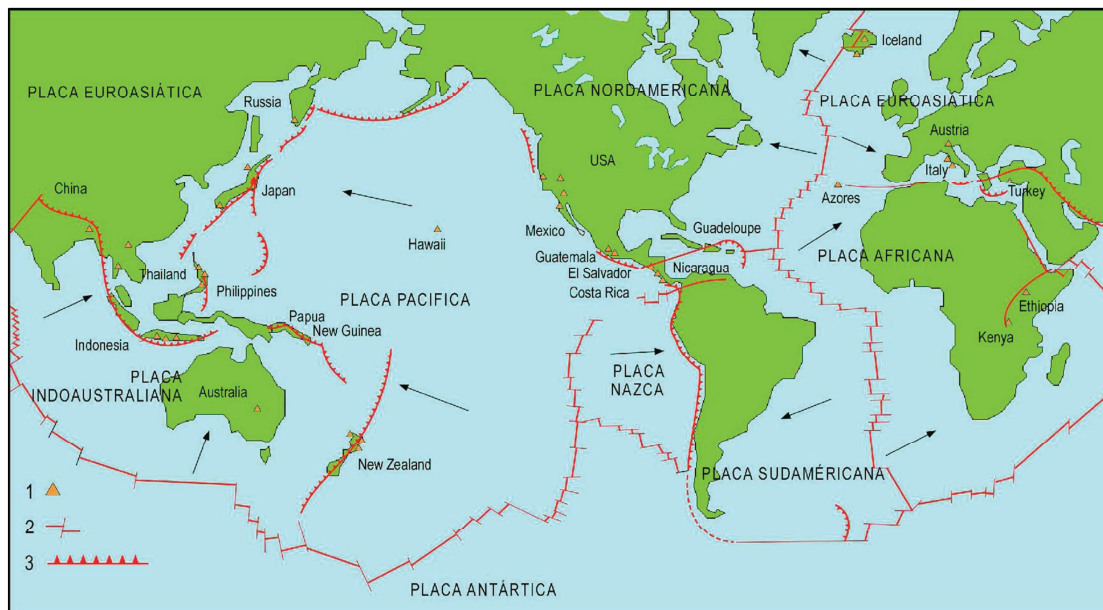 PLACA EUROASIÁTICA
Russia
PLACA NORDAMERICANA
Iceland
PLACA EUROASIÁTICA
Austria
USA
Italy
China
Japan
Azores
Turkey
Hawaii
Mexico
Guadeloupe
Guatemala
El Salvador
Nicaragua
Costa Rica
PLACA AFRICANA
Thailand
Philippines
PLACA PACIFICA
Ethiopia
Papua
New Guinea
Kenya
Indonesia
PLACA
INDOAUSTRALIANA
PLACA
NAZCA
Australia
New Zealand
PLACA SUDAMÉRICANA
1
2
3
PLACA ANTÁRTICA